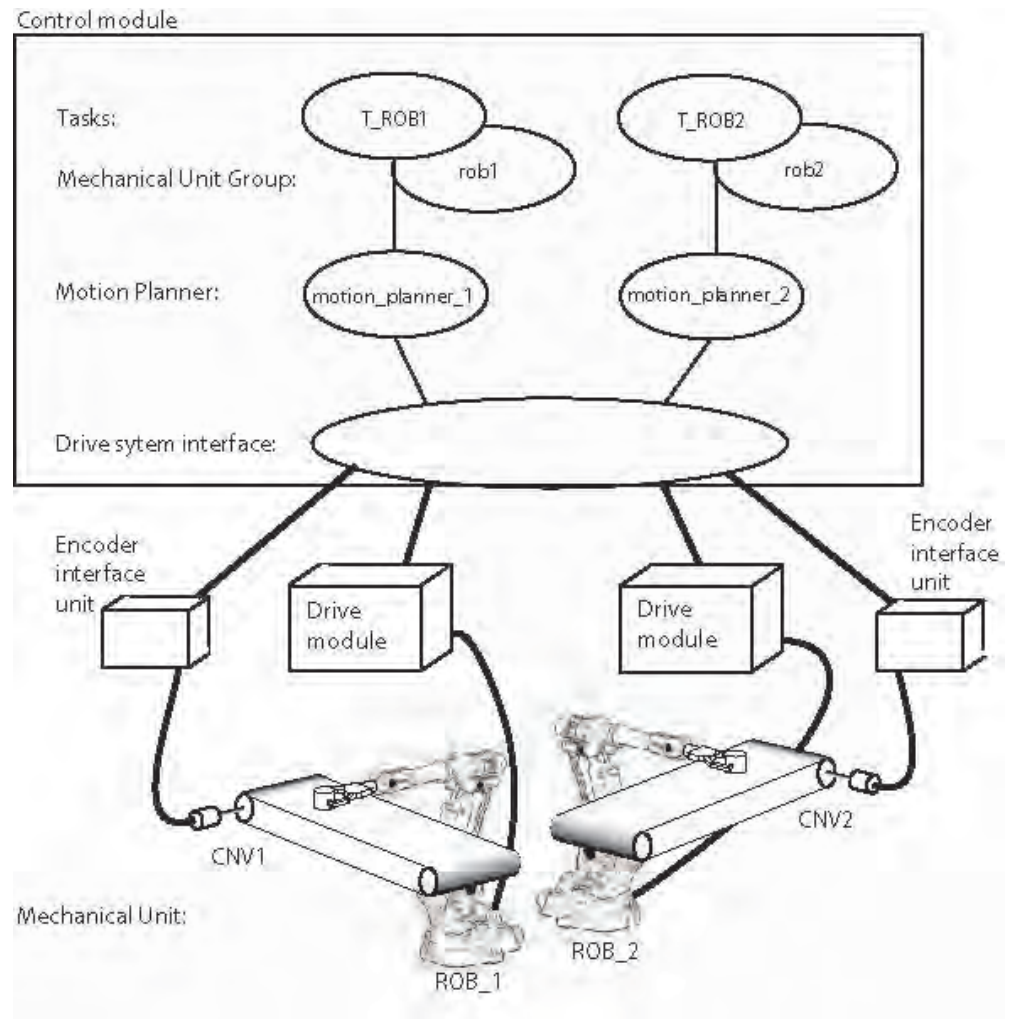 Control module
Tasks:
T_ROB1
T_ROB2
Mechanical Unit Group:
rob1
rob2
Motion Planner:
motion_planner_1
motion_planner_2
Drive sytem interface:
Encoder
interface
unit
Drive
module
Drive
module
Encoder
interface
unit
CNV1
CNV2
Mechanical Unit:
ROB_1
ROB_2